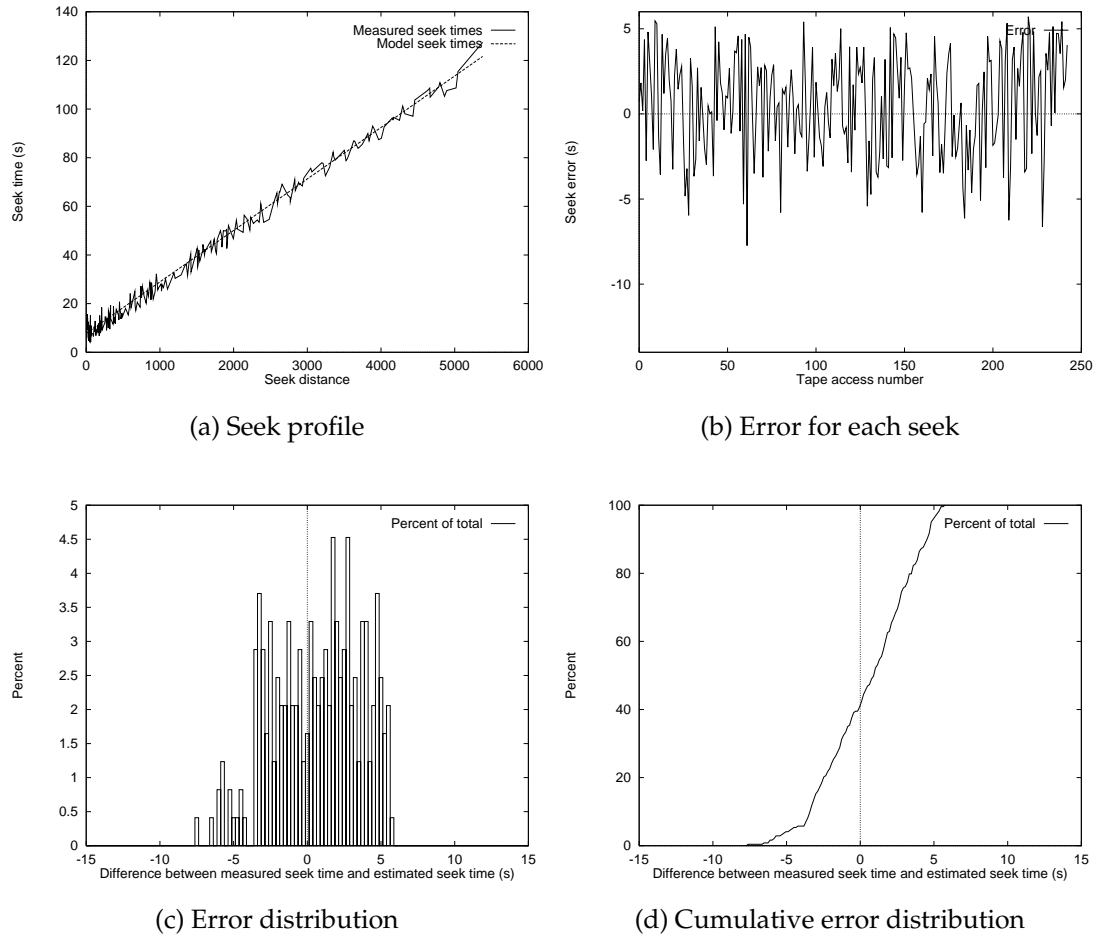 140
120
100
80
60
40
20
0
Seek time (s)
Measured seek times
Model seek times
0 1000 2000 3000 4000 5000 6000
Seek distance
(a) Seek profile
5
0
-5
-10
Seek error (s)
Error
0 50 100 150 200 250
Tape access number
(b) Error for each seek
5
4.5
4
3.5
3
2.5
2
1.5
1
0.5
0
Percent
Percent of total
-15 -10 -5 0 5 10 15
Difference between measured seek time and estimated seek time (s)
(c) Error distribution
100
80
60
40
20
0
Percent
Percent of total
-15 -10 -5 0 5 10 15
Difference between measured seek time and estimated seek time (s)
(d) Cumulative error distribution